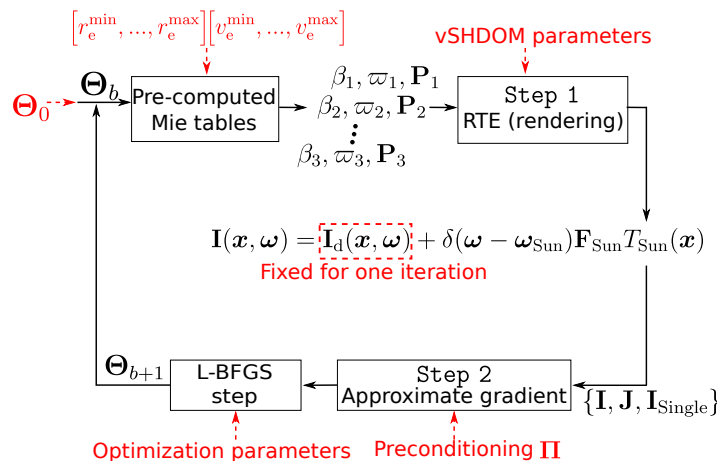 [r_e^min, ..., r_e^max][v_e^min, ..., v_e^max]
vSHDOM parameters
Θ_0
Θ_b
Pre-computed
Mie tables
β_1, ϖ_1, P_1
β_2, ϖ_2, P_2
⋮
β_3, ϖ_3, P_3
Step 1
RTE (rendering)
I(x, ω) = I_d(x, ω) + δ(ω − ω_Sun)F_Sun T_Sun(x)
Fixed for one iteration
Θ_{b+1}
L-BFGS
step
Step 2
Approximate gradient
{I, J, I_Single}
Optimization parameters
Preconditioning Π